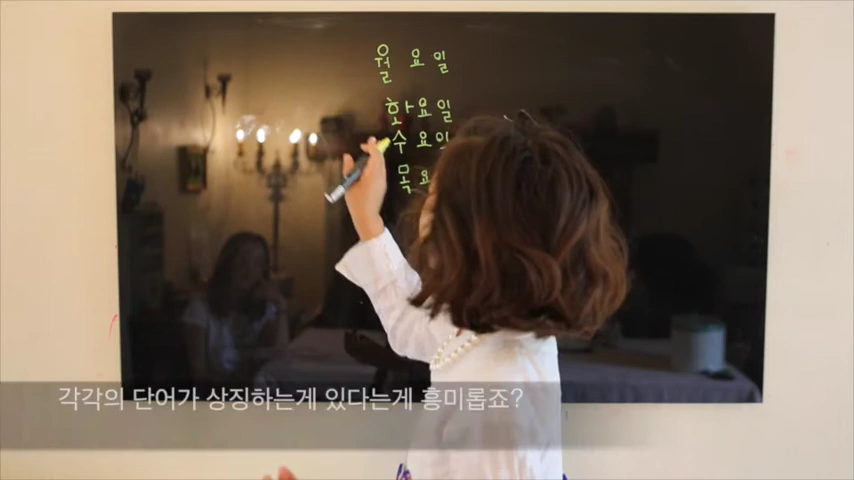 월 요 일
화 요 일
수 요 일
목 요
각각의 단어가 상징하는게 있다는게 흥미롭죠?